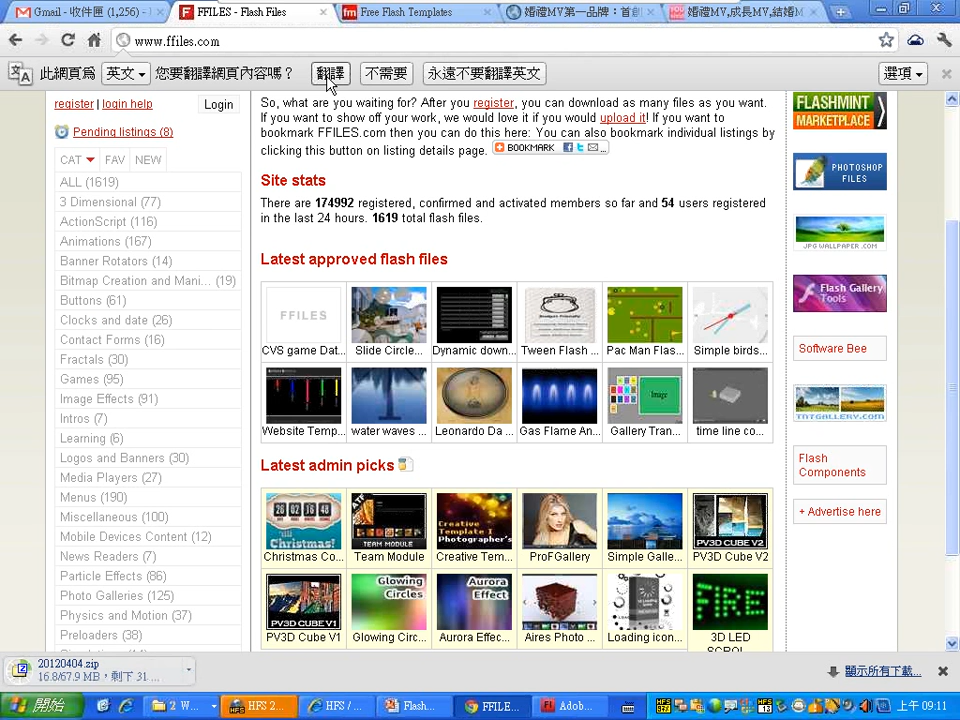 Gmail - 收件匣 (1,256) -
FFILES - Flash Files
Free Flash Templates
婚禮MV第一品牌：首創
婚禮MV,成長MV,結婚M
www.ffiles.com
此網頁為 英文 您要翻譯網頁內容嗎？ 翻譯 不需要 永遠不要翻譯英文 選項
register | login help Login
Pending listings (8)
CAT FAV NEW
ALL (1619)
3 Dimensional (77)
ActionScript (116)
Animations (167)
Banner Rotators (14)
Bitmap Creation and Mani... (19)
Buttons (61)
Clocks and date (26)
Contact Forms (16)
Fractals (30)
Games (95)
Image Effects (91)
Intros (7)
Learning (6)
Logos and Banners (30)
Media Players (27)
Menus (190)
Miscellaneous (100)
Mobile Devices Content (12)
News Readers (7)
Particle Effects (86)
Photo Galleries (125)
Physics and Motion (37)
Preloaders (38)
So, what are you waiting for? After you register, you can download as many files as you want.
If you want to show off your work, we would love it if you would upload it! If you want to
bookmark FFILES.com then you can do this here: You can also bookmark individual listings by
clicking this button on listing details page. BOOKMARK
Site stats
There are 174992 registered, confirmed and activated members so far and 54 users registered
in the last 24 hours. 1619 total flash files.
Latest approved flash files
FFILES
CVS game Dat... Slide Circle... Dynamic down... Tween Flash ... Pac Man Flas... Simple birds...
Image
Website Temp... water waves ... Leonardo Da ... Gas Flame An... Gallery Tran... time line co...
Latest admin picks
28 02 16 48
Christmas!
ATF
TEAM MODULE
Creative
Template I
Photographer's
PV3D CUBE V2
Christmas Co... Team Module Creative Tem... ProFGallery Simple Galle... PV3D Cube V2
PV3D CUBE V1
Glowing
Circles
Aurora
Effect
FIRE
PV3D Cube V1 Glowing Circ... Aurora Effec... Aires Photo ... Loading icon... 3D LED
SCROL...
FLASHMINT
MARKETPLACE
PHOTOSHOP
FILES
JPG WALLPAPER.COM
Flash Gallery
Tools
Software Bee
TNTGALLERY.COM
Flash
Components
+ Advertise here
20120404.zip
16.8/67.9 MB，剩下 31 ...
顯示所有下載...
開始
2 W...
HFS 2...
HFS / ...
Flash...
FFILE...
Adob...
上午 09:11